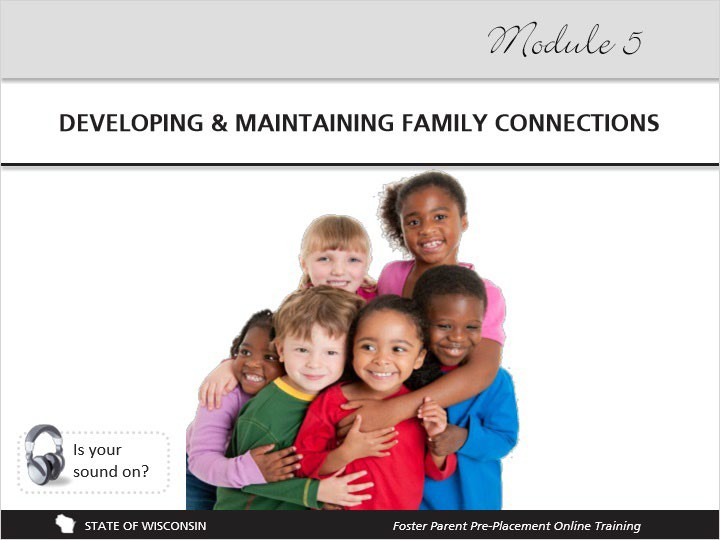 Module 5
DEVELOPING & MAINTAINING FAMILY CONNECTIONS
Is your
sound on?
STATE OF WISCONSIN
Foster Parent Pre-Placement Online Training